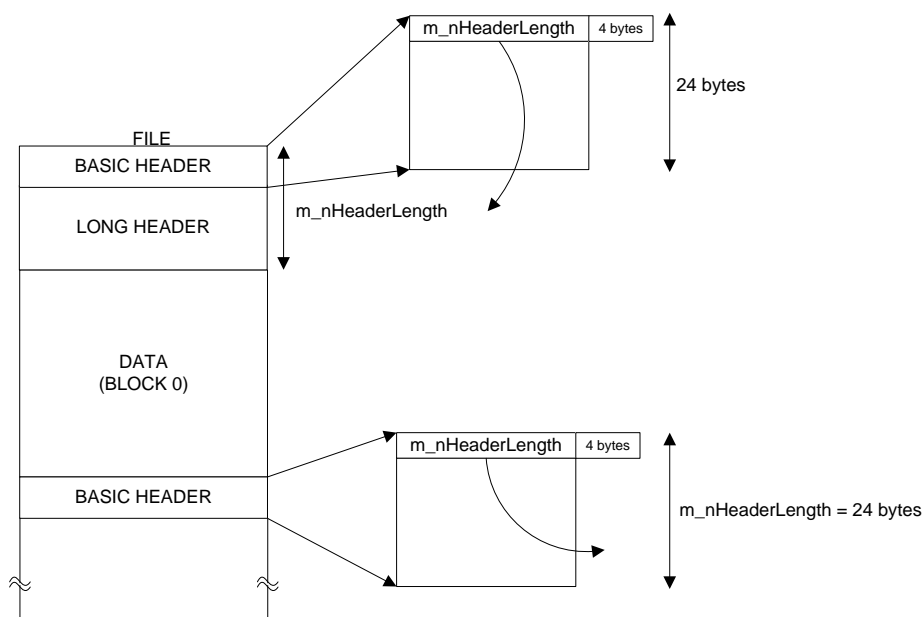 m_nHeaderLength 4 bytes
24 bytes
FILE
BASIC HEADER
m_nHeaderLength
LONG HEADER
DATA
(BLOCK 0)
m_nHeaderLength 4 bytes
BASIC HEADER
m_nHeaderLength = 24 bytes